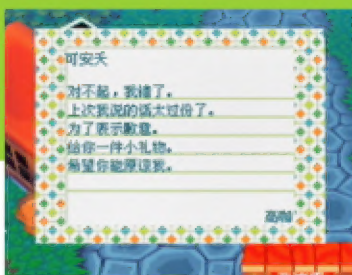 可安天
对不起，我错了。
上次我说的话太过份了。
为了表示歉意。
给你一件小礼物。
希望你能原谅我。
高咖